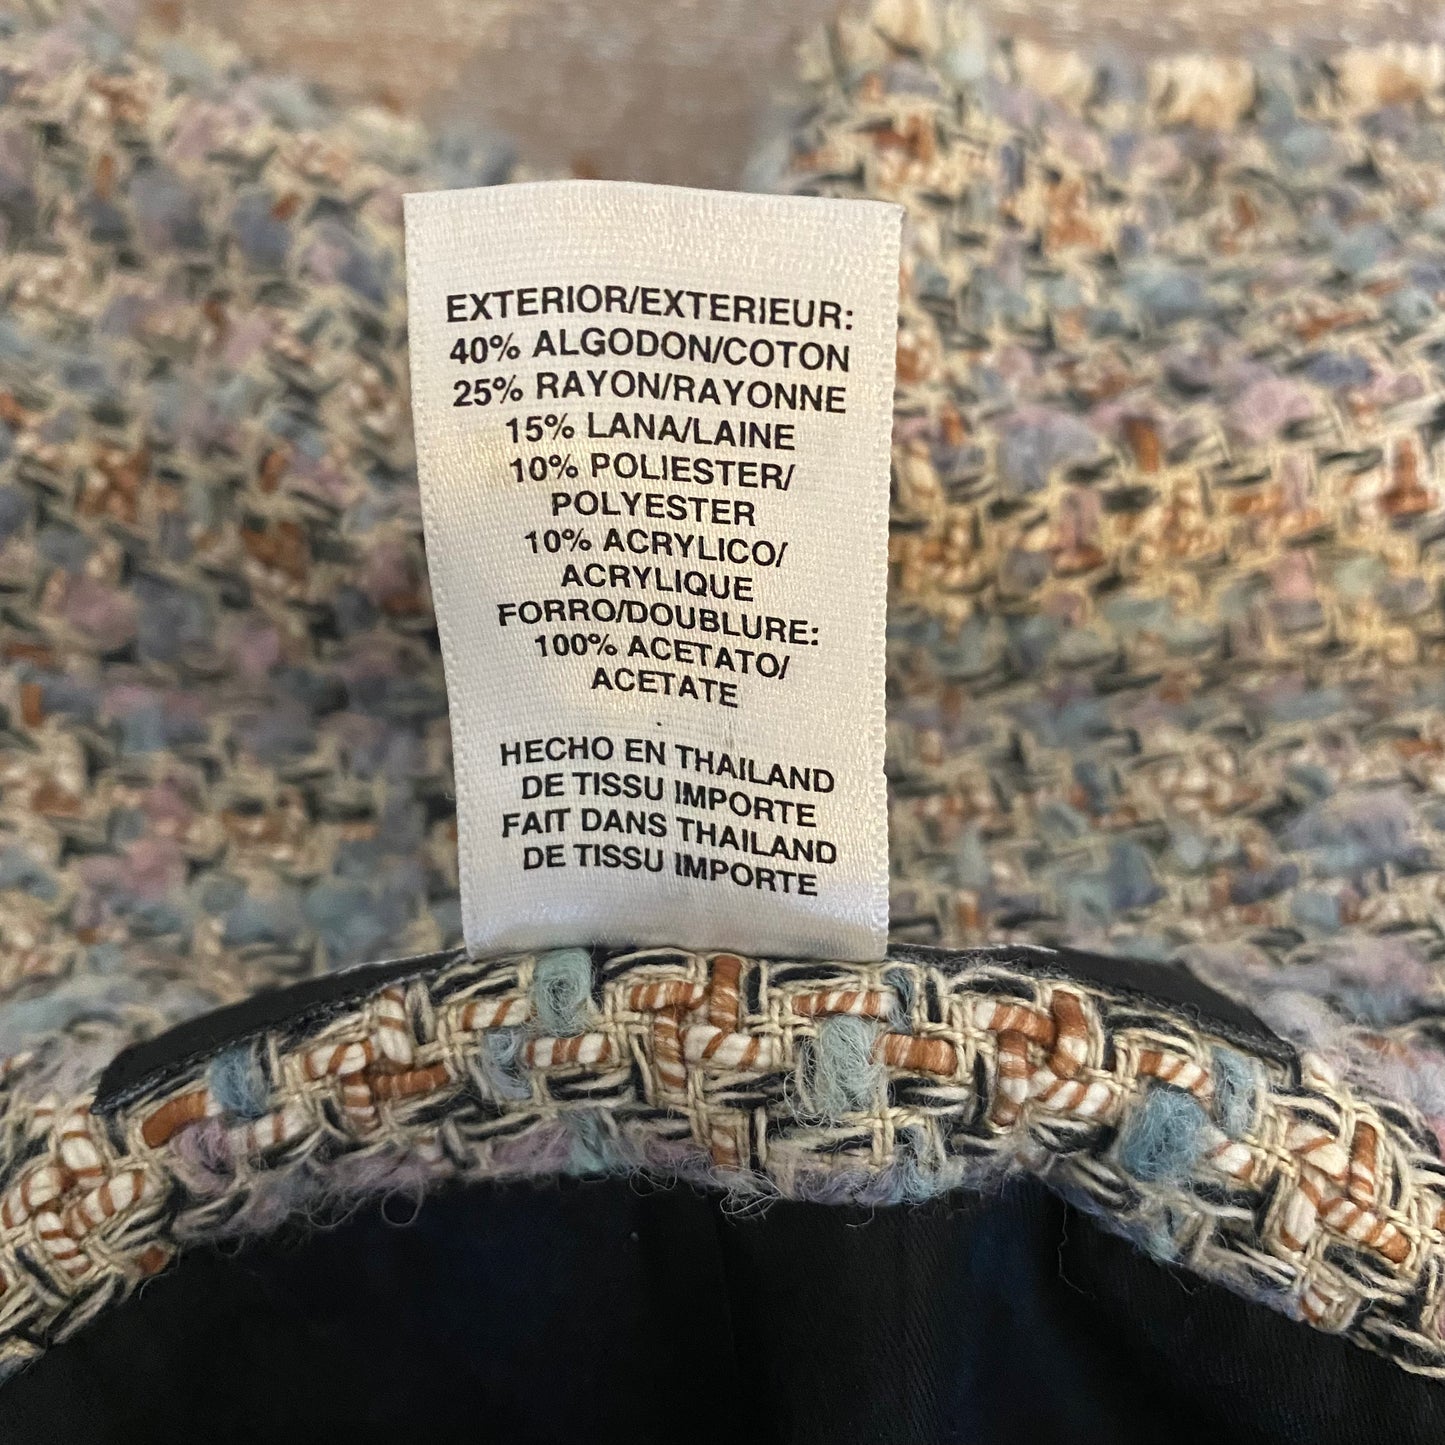 EXTERIOR/EXTERIEUR:
40% ALGODON/COTON
25% RAYON/RAYONNE
15% LANA/LAINE
10% POLIESTER/
POLYESTER
10% ACRYLICO/
ACRYLIQUE
FORRO/DOUBLURE:
100% ACETATO/
ACETATE
HECHO EN THAILAND
DE TISSU IMPORTE
FAIT DANS THAILAND
DE TISSU IMPORTE